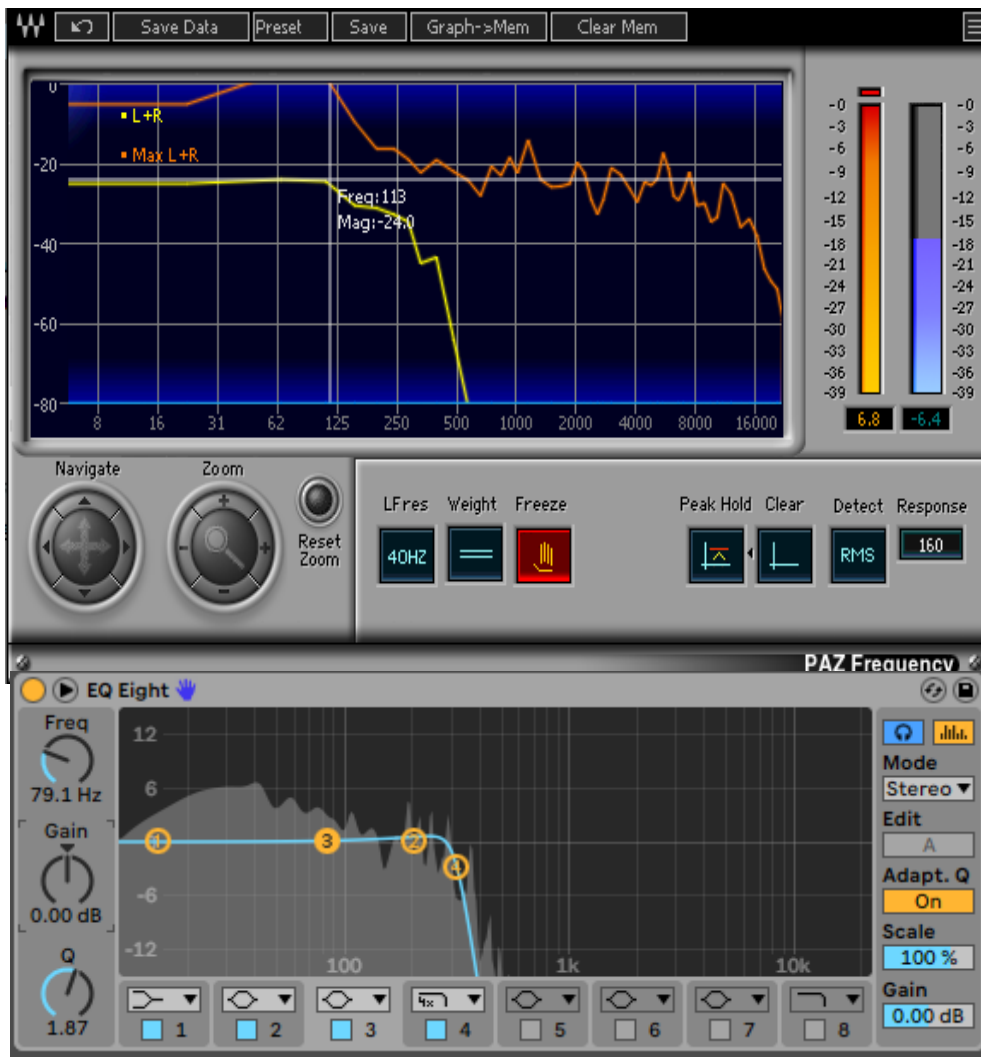 Save Data Preset Save Graph->Mem Clear Mem
0
L+R
Max L+R
-20
Freq:113
Mag:-24.0
-40
-60
-80
8 16 31 62 125 250 500 1000 2000 4000 8000 16000
-0 -0
-3 -3
-6 -6
-9 -9
-12 -12
-15 -15
-18 -18
-21 -21
-24 -24
-27 -27
-30 -30
-33 -33
-36 -36
-39 -39
6.8 -6.4
Navigate Zoom
Reset
Zoom
LFres Weight Freeze
40HZ
Peak Hold Clear Detect Response
RMS 160
PAZ Frequency
EQ Eight
Freq
79.1 Hz
Gain
0.00 dB
Q
1.87
12
6
-6
-12
100 1k 10k
1 3 2 4
4x
1 2 3 4 5 6 7 8
Mode
Stereo
Edit
A
Adapt. Q
On
Scale
100 %
Gain
0.00 dB